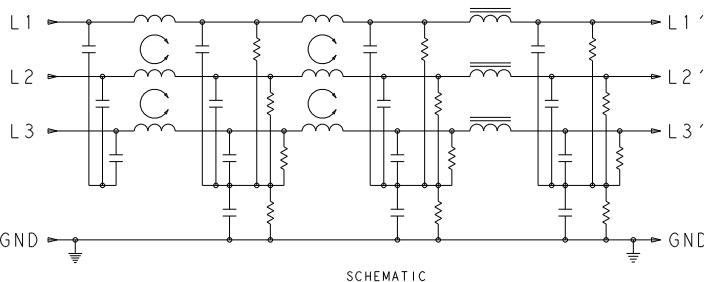 L1 L1´
L2 L2´
L3 L3´
GND GND
SCHEMATIC